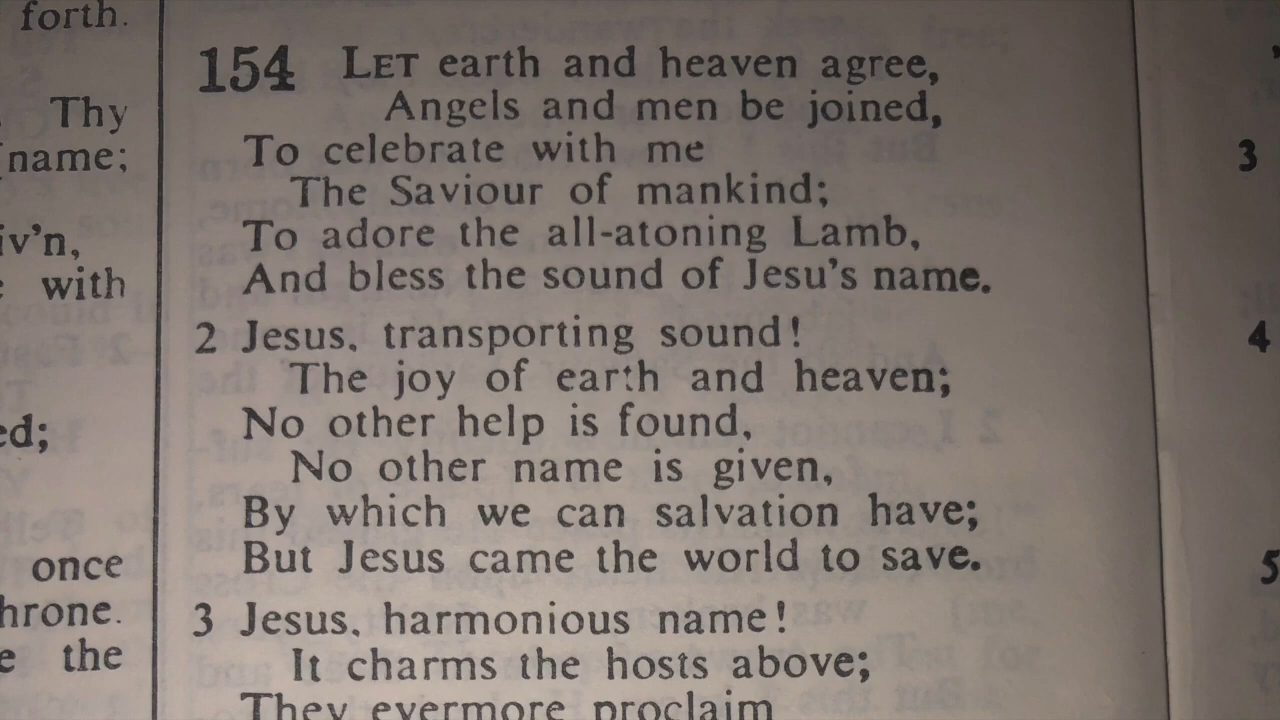 forth.
Thy
name;
iv'n,
with
ed;
once
hrone.
e the
154 LET earth and heaven agree,
Angels and men be joined,
To celebrate with me
The Saviour of mankind;
To adore the all-atoning Lamb,
And bless the sound of Jesu's name.
2 Jesus, transporting sound!
The joy of earth and heaven;
No other help is found,
No other name is given,
By which we can salvation have;
But Jesus came the world to save.
3 Jesus, harmonious name!
It charms the hosts above;
They evermore proclaim
3
4
5